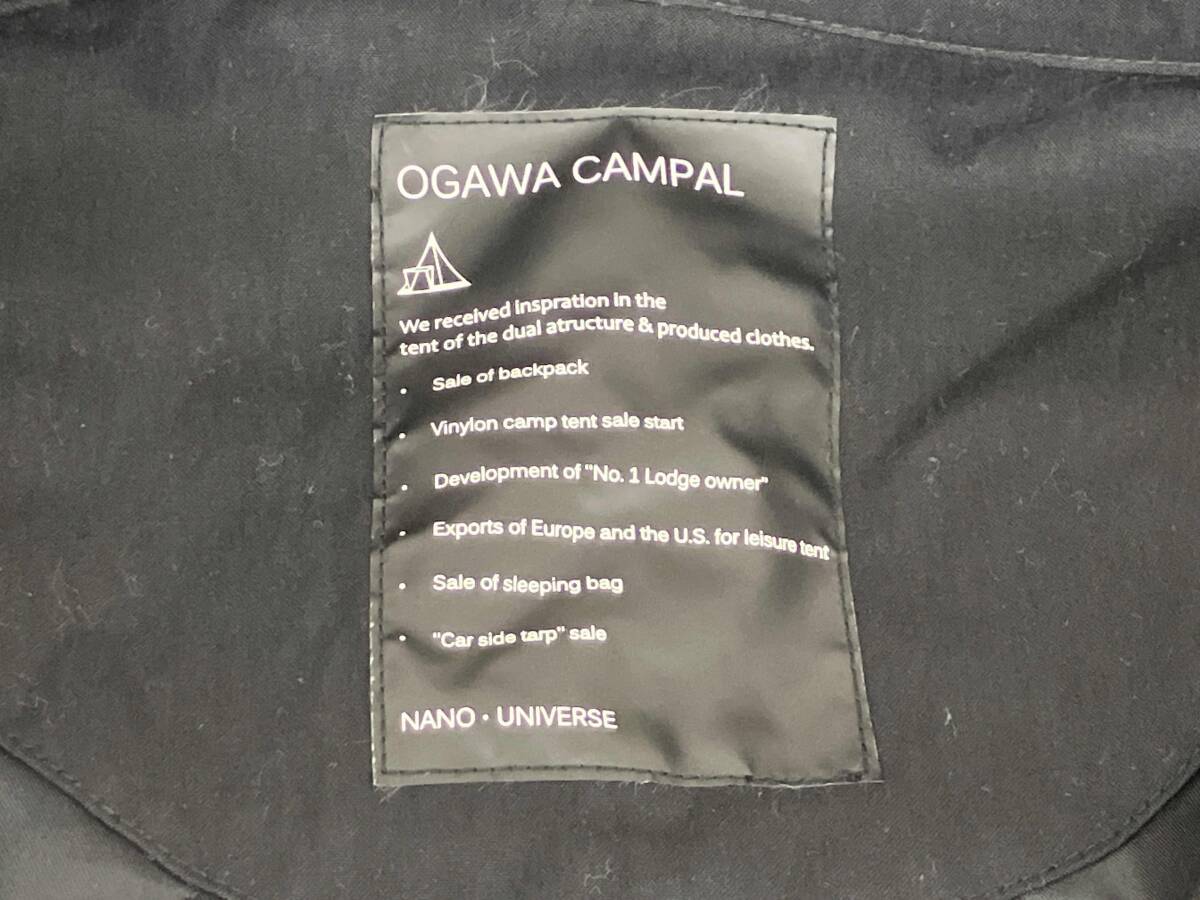 OGAWA CAMPAL
We received inspration in the
tent of the dual atructure & produced clothes.
• Sale of backpack
• Vinylon camp tent sale start
• Development of "No. 1 Lodge owner"
• Exports of Europe and the U.S. for leisure tent
• Sale of sleeping bag
• "Car side tarp" sale
NANO・UNIVERSE